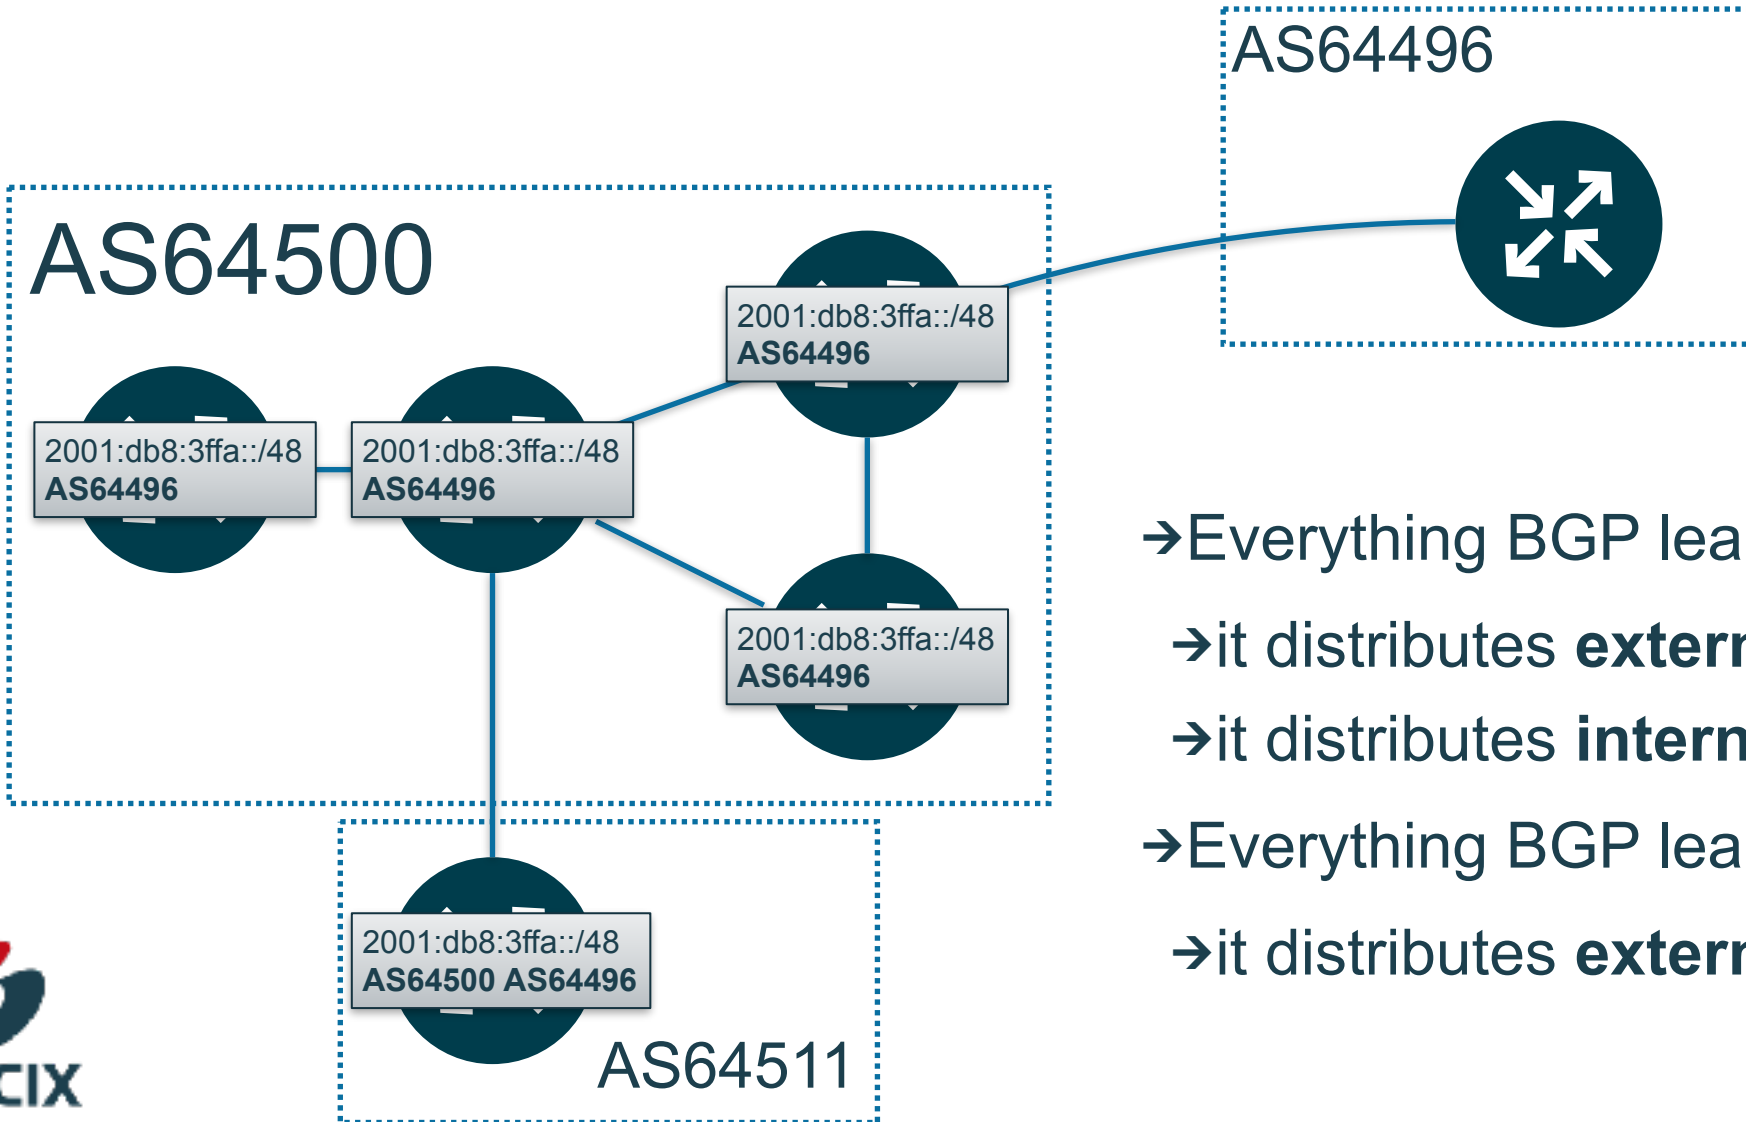 AS64496
AS64500
2001:db8:3ffa::/48
AS64496
2001:db8:3ffa::/48
AS64496
2001:db8:3ffa::/48
AS64496
2001:db8:3ffa::/48
AS64496
2001:db8:3ffa::/48
AS64500 AS64496
AS64511
→Everything BGP lea
→it distributes extern
→it distributes intern
→Everything BGP lea
→it distributes extern
CIX